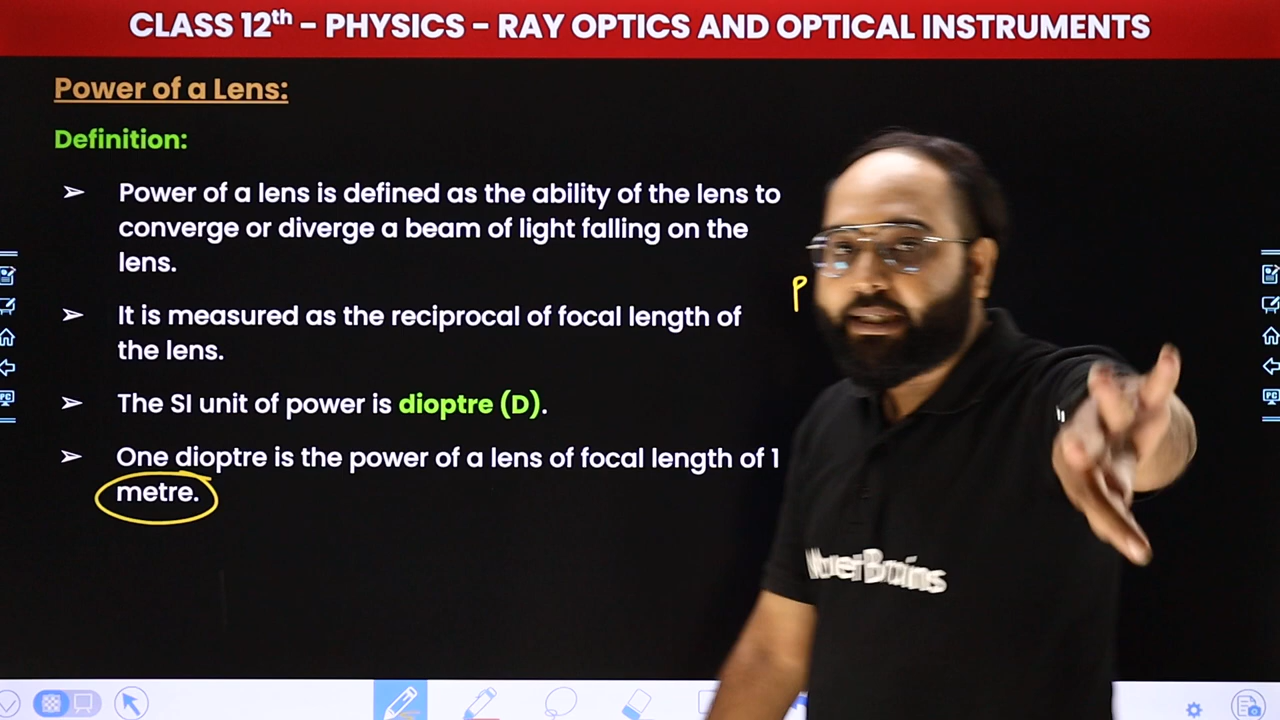 CLASS 12th – PHYSICS – RAY OPTICS AND OPTICAL INSTRUMENTS
Power of a Lens:
Definition:
➢ Power of a lens is defined as the ability of the lens to
converge or diverge a beam of light falling on the
lens.
P
➢ It is measured as the reciprocal of focal length of
the lens.
➢ The SI unit of power is dioptre (D).
➢ One dioptre is the power of a lens of focal length of 1
metre.